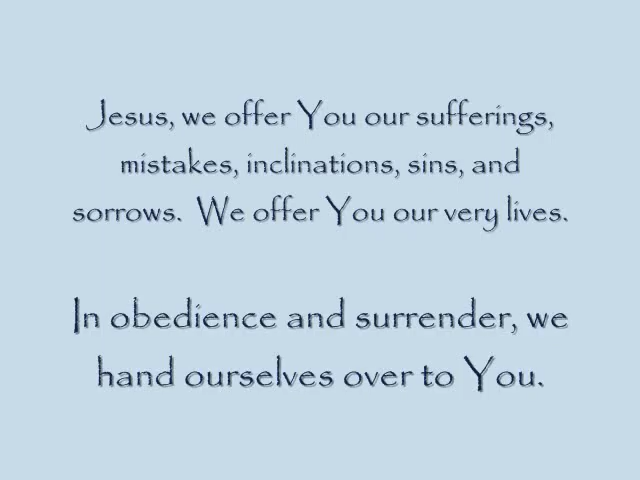 Jesus, we offer You our sufferings,
mistakes, inclinations, sins, and
sorrows.  We offer You our very lives.
In obedience and surrender, we
hand ourselves over to You.